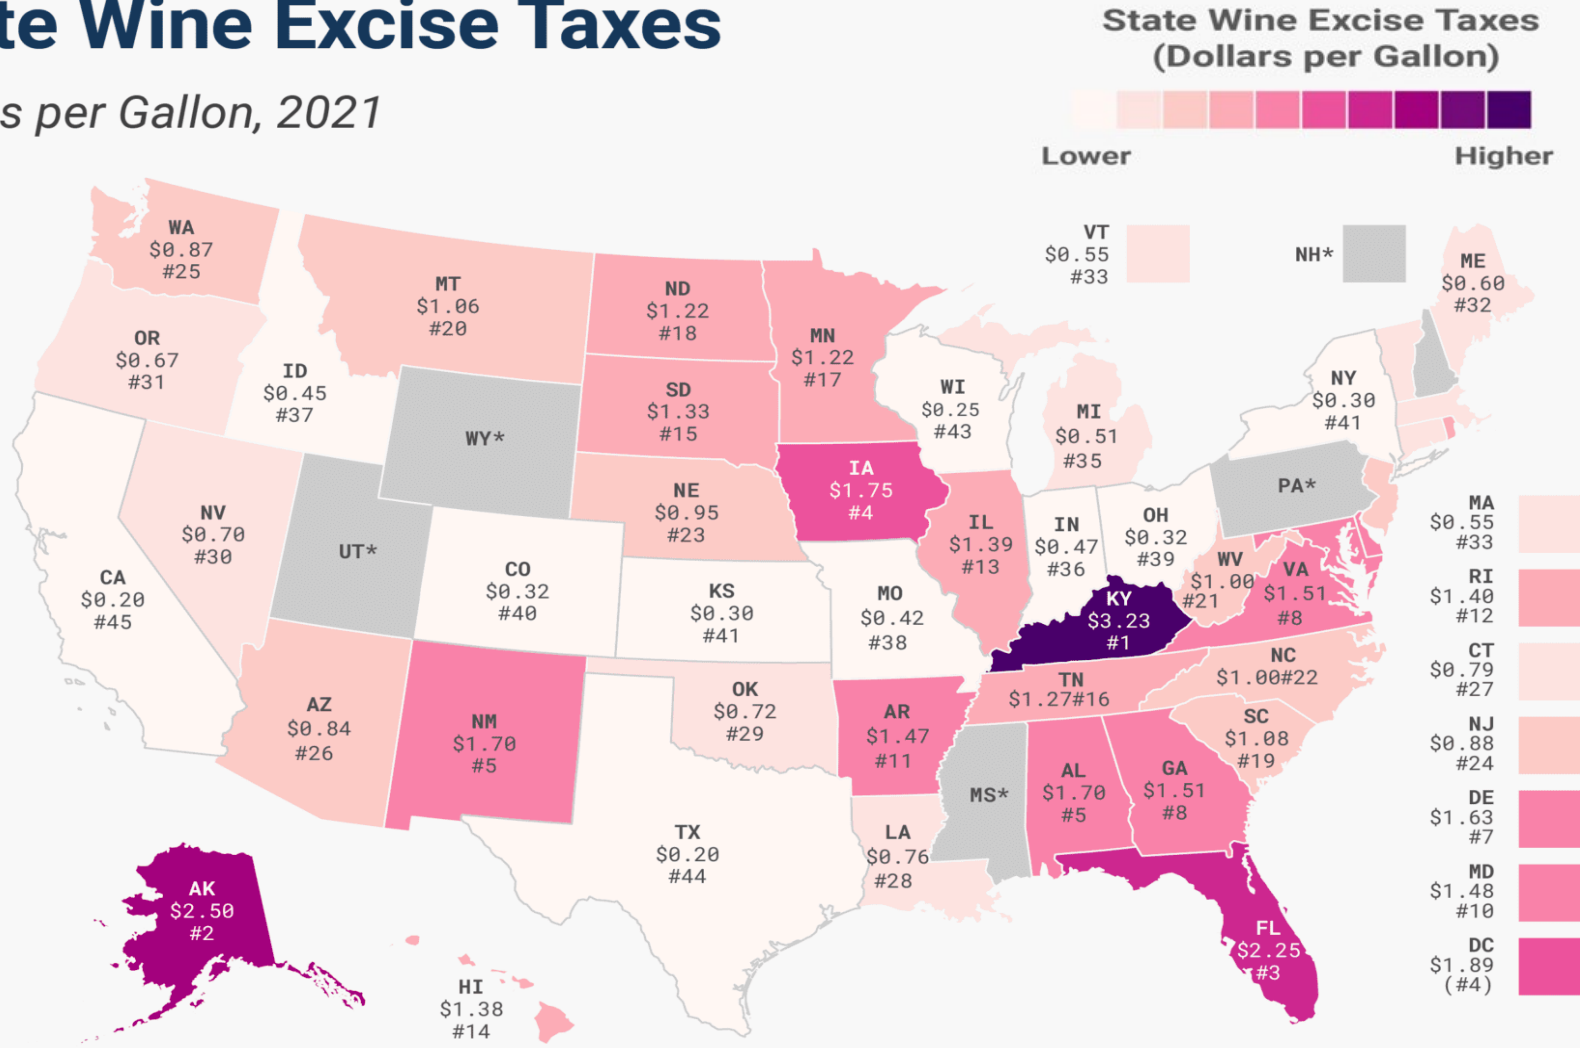 te Wine Excise Taxes
s per Gallon, 2021
State Wine Excise Taxes
(Dollars per Gallon)
Lower
Higher
WA
$0.87
#25
OR
$0.67
#31
ID
$0.45
#37
MT
$1.06
#20
ND
$1.22
#18
MN
$1.22
#17
SD
$1.33
#15
WY*
WI
$0.25
#43
MI
$0.51
#35
VT
$0.55
#33
NH*
ME
$0.60
#32
NY
$0.30
#41
NV
$0.70
#30
UT*
CA
$0.20
#45
CO
$0.32
#40
NE
$0.95
#23
IA
$1.75
#4
IL
$1.39
#13
IN
$0.47
#36
OH
$0.32
#39
PA*
KS
$0.30
#41
MO
$0.42
#38
KY
$3.23
#1
WV
$1.00
#21
VA
$1.51
#8
MA
$0.55
#33
RI
$1.40
#12
CT
$0.79
#27
NJ
$0.88
#24
DE
$1.63
#7
MD
$1.48
#10
DC
$1.89
(#4)
AZ
$0.84
#26
NM
$1.70
#5
OK
$0.72
#29
AR
$1.47
#11
TN
$1.27#16
NC
$1.00#22
SC
$1.08
#19
TX
$0.20
#44
LA
$0.76
#28
MS*
AL
$1.70
#5
GA
$1.51
#8
FL
$2.25
#3
AK
$2.50
#2
HI
$1.38
#14